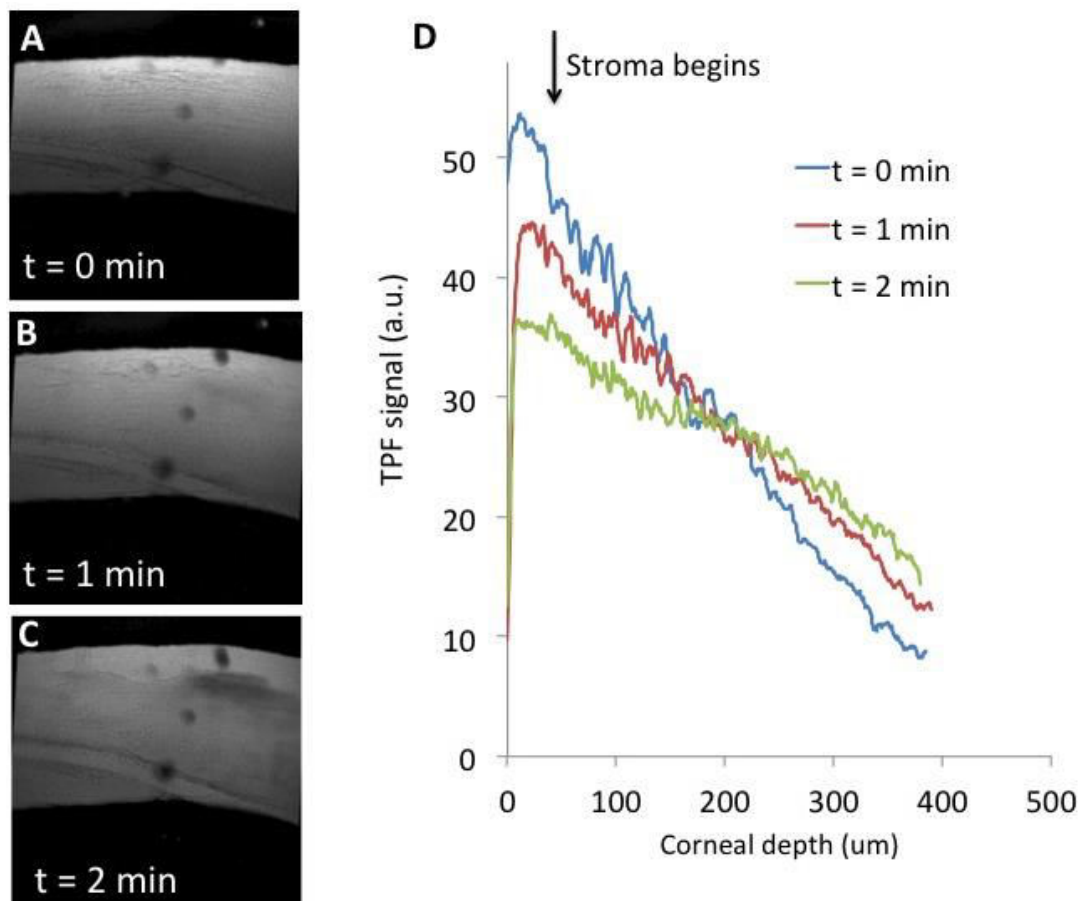 A
t = 0 min
B
t = 1 min
C
t = 2 min
D
Stroma begins
t = 0 min
t = 1 min
t = 2 min
TPF signal (a.u.)
50
40
30
20
10
0
0 100 200 300 400 500
Corneal depth (um)